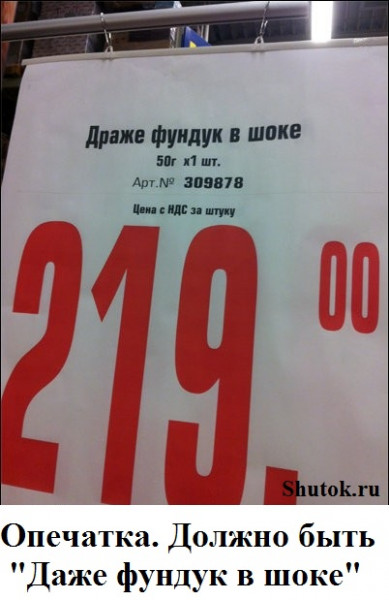 Драже фундук в шоке
50г x1 шт.
Арт.№ 309878
Цена с НДС за штуку
219.00
Shutok.ru
Опечатка. Должно быть
"Даже фундук в шоке"